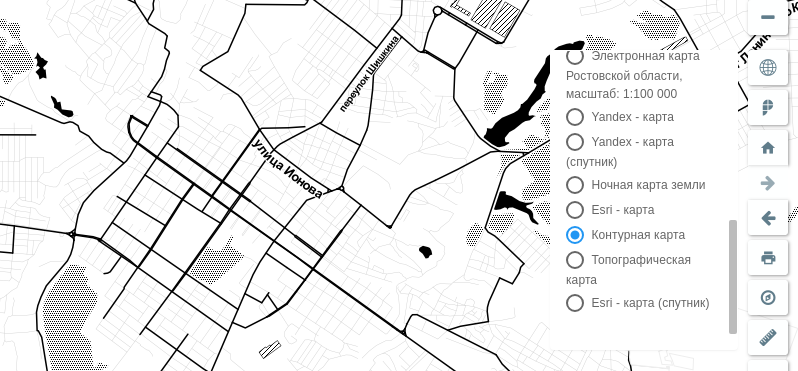 переулок Шишкина
улица Ионова
Электронная карта
Ростовской области,
масштаб: 1:100 000
Yandex - карта
Yandex - карта
(спутник)
Ночная карта земли
Esri - карта
Контурная карта
Топографическая
карта
Esri - карта (спутник)